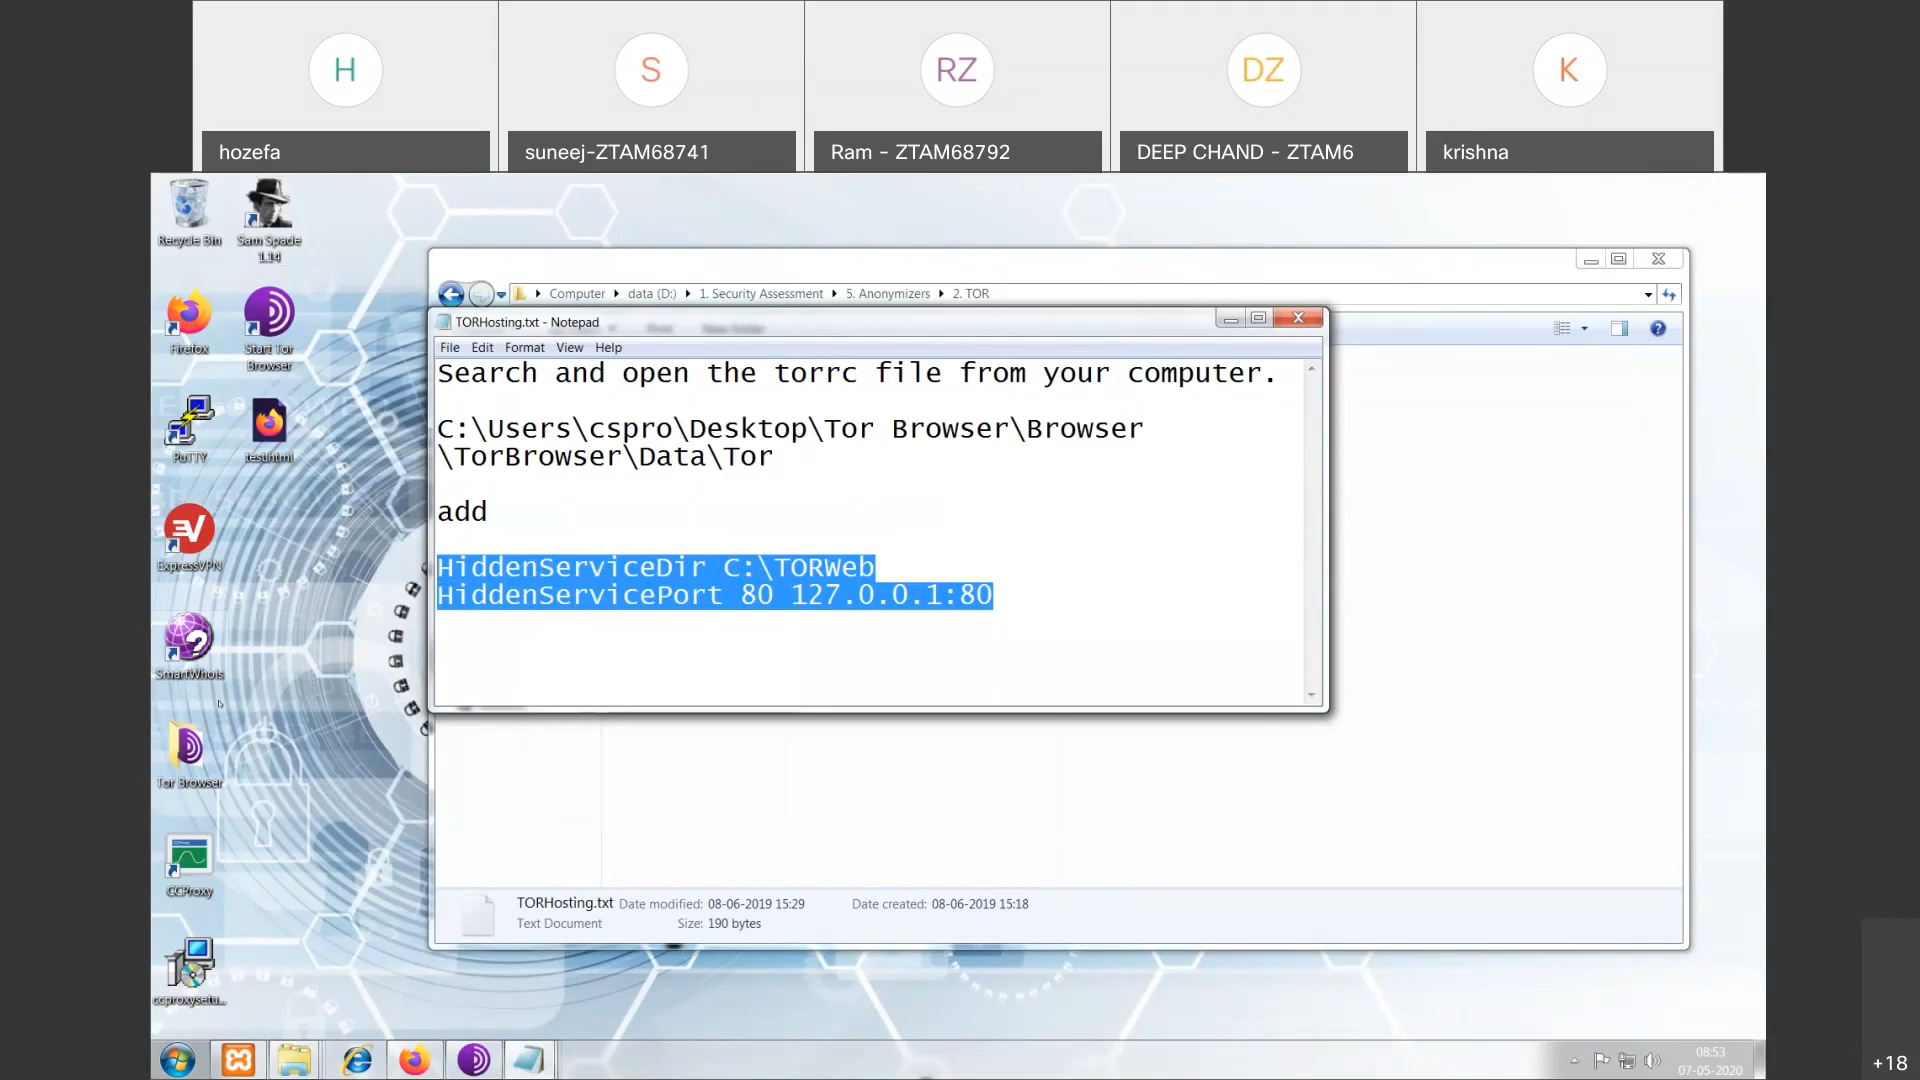 H
S
RZ
DZ
K
hozefa
suneej-ZTAM68741
Ram - ZTAM68792
DEEP CHAND - ZTAM6
krishna
Recycle Bin
Sam Spade
1.14
Firefox
Start Tor
Browser
PuTTY
testhtml
ExpressVPN
SmartWhois
Tor Browser
CCProxy
ccproxysetu...
Computer
data (D:)
1. Security Assessment
5. Anonymizers
2. TOR
TORHosting.txt - Notepad
File Edit Format View Help
Search and open the torrc file from your computer.
C:\Users\cspro\Desktop\Tor Browser\Browser
\TorBrowser\Data\Tor
add
HiddenServiceDir C:\TORWeb
HiddenServicePort 80 127.0.0.1:80
TORHosting.txt Date modified: 08-06-2019 15:29 Date created: 08-06-2019 15:18
Text Document Size: 190 bytes
08:53
07-05-2020
+18